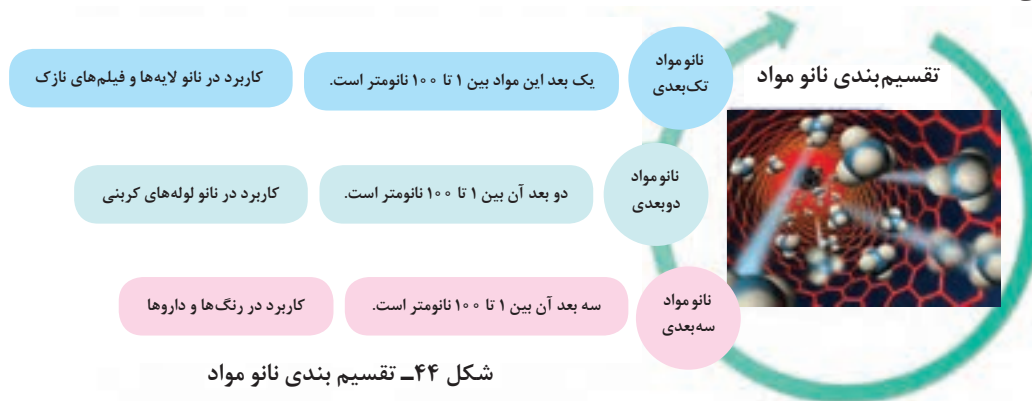 تقسیم‌بندی نانو مواد
نانو مواد
تک‌بعدی
یک بعد این مواد بین ۱ تا ۱۰۰ نانومتر است.
کاربرد در نانو لایه‌ها و فیلم‌های نازک
نانو مواد
دوبعدی
دو بعد آن بین ۱ تا ۱۰۰ نانومتر است.
کاربرد در نانو لوله‌های کربنی
نانو مواد
سه‌بعدی
سه بعد آن بین ۱ تا ۱۰۰ نانومتر است.
کاربرد در رنگ‌ها و داروها
شکل ۴۴ـ تقسیم بندی نانو مواد